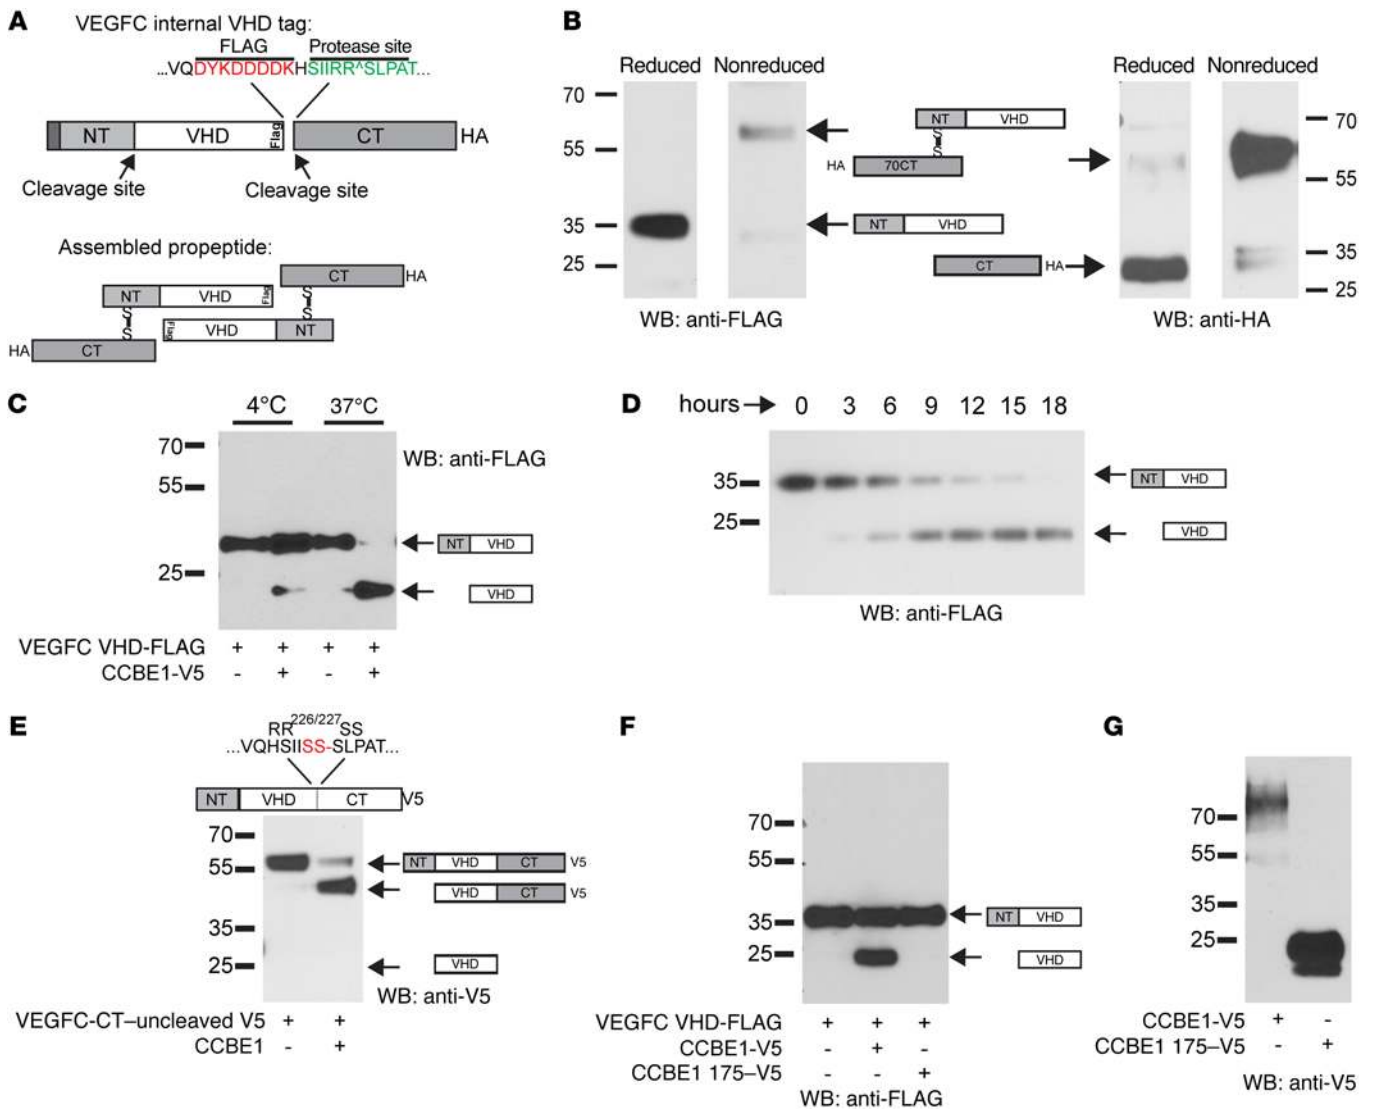 A
VEGFC internal VHD tag:
FLAG Protease site
...VQDYKDDDDKHSIIRR^SLPAT...
NT VHD Flag CT HA
Cleavage site Cleavage site
Assembled propeptide:
CT HA
NT VHD Flag
S S
S S
Flag VHD NT
HA CT
B
Reduced Nonreduced
70
55
35
25
WB: anti-FLAG
NT VHD
S
S
HA 70CT
NT VHD
CT HA
Reduced Nonreduced
70
55
35
25
WB: anti-HA
C
4°C 37°C
70
55
25
WB: anti-FLAG
NT VHD
VHD
VEGFC VHD-FLAG + + + +
CCBE1-V5 - + - +
D
hours 0 3 6 9 12 15 18
35
25
NT VHD
VHD
WB: anti-FLAG
E
RR226/227SS
...VQHSIISS-SLPAT...
NT VHD CT V5
70
55
35
25
NT VHD CT V5
VHD CT V5
VHD
WB: anti-V5
VEGFC-CT–uncleaved V5 + +
CCBE1 - +
F
70
55
35
25
NT VHD
VHD
VEGFC VHD-FLAG + + +
CCBE1-V5 - + -
CCBE1 175–V5 - - +
WB: anti-FLAG
G
70
55
35
25
CCBE1-V5 + -
CCBE1 175–V5 - +
WB: anti-V5